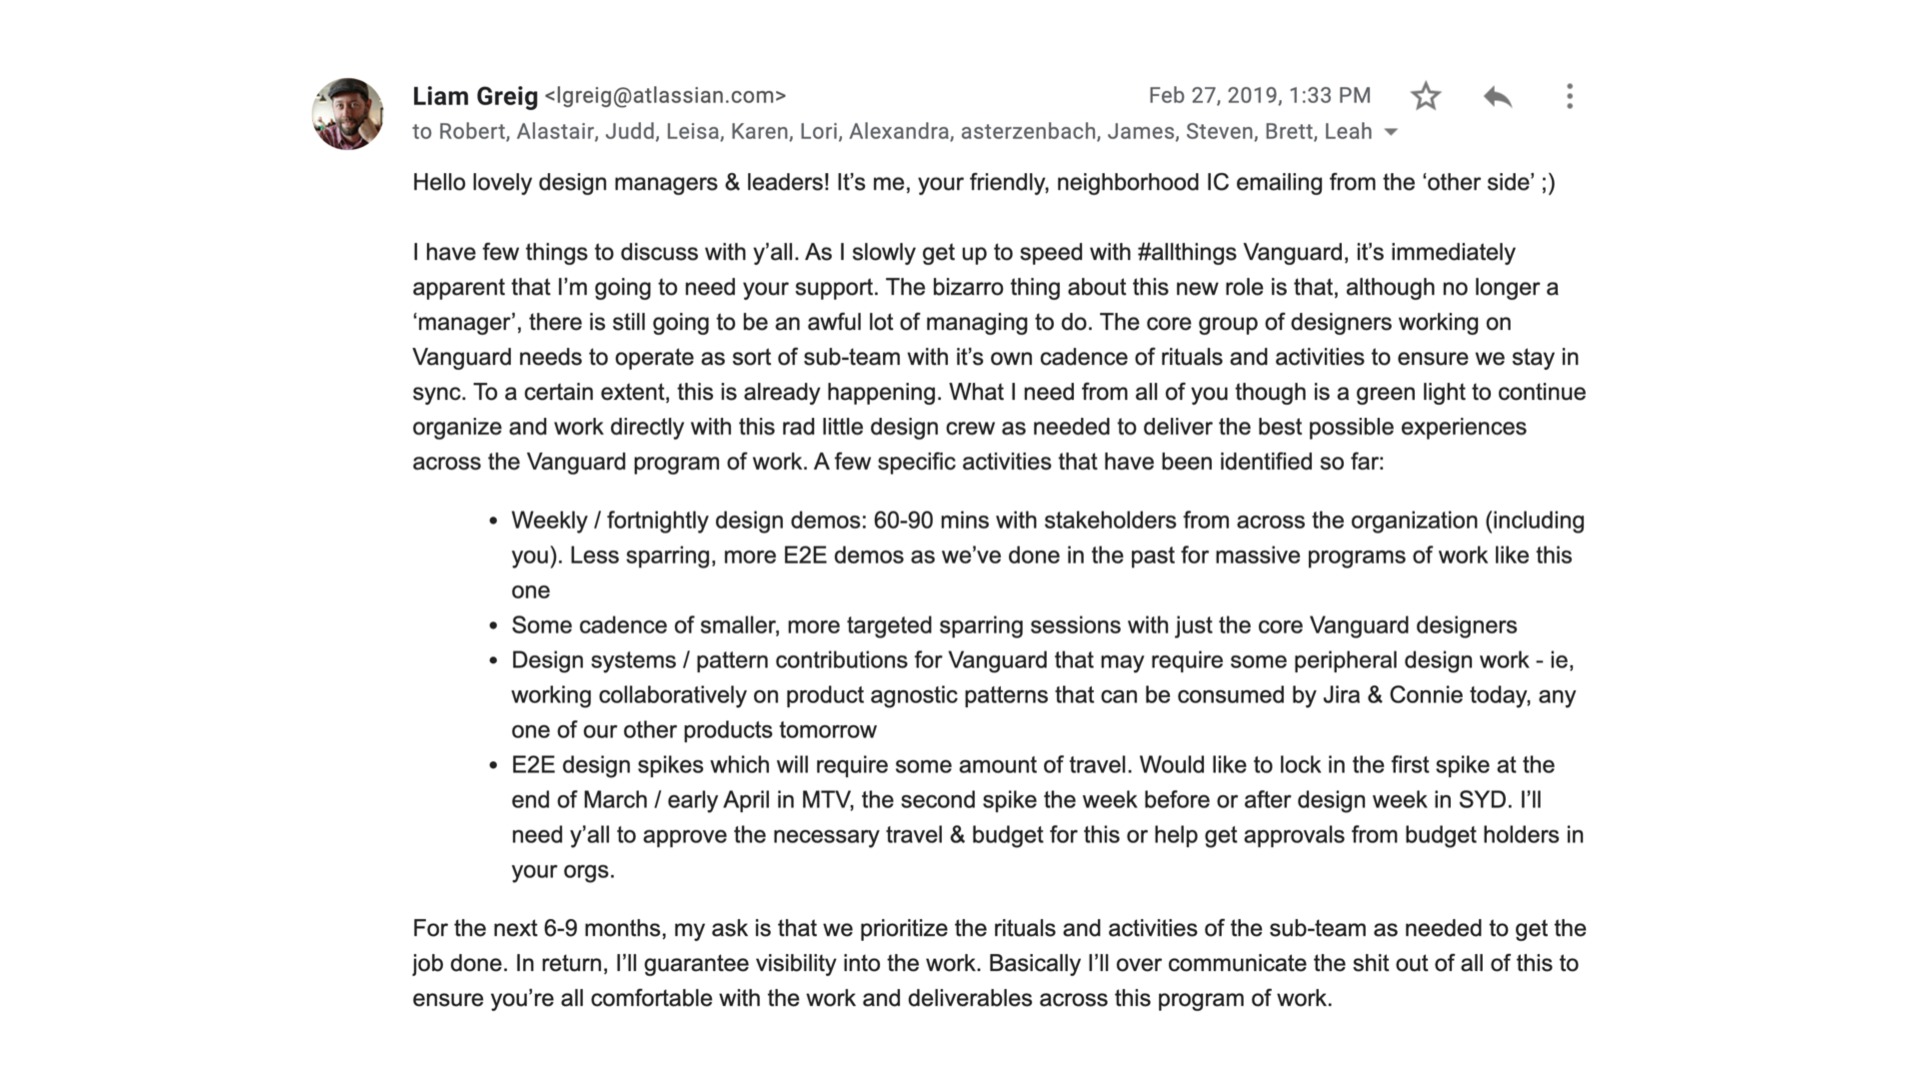 Liam Greig <lgreig@atlassian.com>
Feb 27, 2019, 1:33 PM
to Robert, Alastair, Judd, Leisa, Karen, Lori, Alexandra, asterzenbach, James, Steven, Brett, Leah
Hello lovely design managers & leaders! It’s me, your friendly, neighborhood IC emailing from the ‘other side’ ;)
I have few things to discuss with y’all. As I slowly get up to speed with #allthings Vanguard, it’s immediately
apparent that I’m going to need your support. The bizarro thing about this new role is that, although no longer a
‘manager’, there is still going to be an awful lot of managing to do. The core group of designers working on
Vanguard needs to operate as sort of sub-team with it’s own cadence of rituals and activities to ensure we stay in
sync. To a certain extent, this is already happening. What I need from all of you though is a green light to continue
organize and work directly with this rad little design crew as needed to deliver the best possible experiences
across the Vanguard program of work. A few specific activities that have been identified so far:
• Weekly / fortnightly design demos: 60-90 mins with stakeholders from across the organization (including
you). Less sparring, more E2E demos as we’ve done in the past for massive programs of work like this
one
• Some cadence of smaller, more targeted sparring sessions with just the core Vanguard designers
• Design systems / pattern contributions for Vanguard that may require some peripheral design work - ie,
working collaboratively on product agnostic patterns that can be consumed by Jira & Connie today, any
one of our other products tomorrow
• E2E design spikes which will require some amount of travel. Would like to lock in the first spike at the
end of March / early April in MTV, the second spike the week before or after design week in SYD. I’ll
need y’all to approve the necessary travel & budget for this or help get approvals from budget holders in
your orgs.
For the next 6-9 months, my ask is that we prioritize the rituals and activities of the sub-team as needed to get the
job done. In return, I’ll guarantee visibility into the work. Basically I’ll over communicate the shit out of all of this to
ensure you’re all comfortable with the work and deliverables across this program of work.